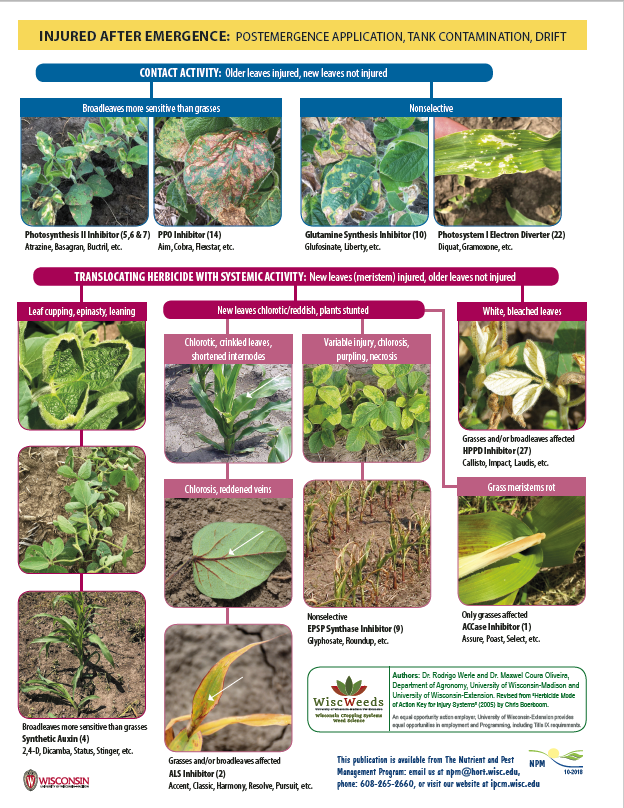 INJURED AFTER EMERGENCE: POSTEMERGENCE APPLICATION, TANK CONTAMINATION, DRIFT
CONTACT ACTIVITY: Older leaves injured, new leaves not injured
Broadleaves more sensitive than grasses
Nonselective
Photosynthesis II Inhibitor (5,6 & 7)
Atrazine, Basagran, Buctril, etc.
PPO Inhibitor (14)
Aim, Cobra, Flexstar, etc.
Glutamine Synthesis Inhibitor (10)
Glufosinate, Liberty, etc.
Photosystem I Electron Diverter (22)
Diquat, Gramoxone, etc.
TRANSLOCATING HERBICIDE WITH SYSTEMIC ACTIVITY: New leaves (meristem) injured, older leaves not injured
Leaf cupping, epinasty, leaning
Broadleaves more sensitive than grasses
Synthetic Auxin (4)
2,4-D, Dicamba, Status, Stinger, etc.
New leaves chlorotic/reddish, plants stunted
Chlorotic, crinkled leaves,
shortened internodes
Chlorosis, reddened veins
Grasses and/or broadleaves affected
ALS Inhibitor (2)
Accent, Classic, Harmony, Resolve, Pursuit, etc.
Variable injury, chlorosis,
purpling, necrosis
Nonselective
EPSP Synthase Inhibitor (9)
Glyphosate, Roundup, etc.
White, bleached leaves
Grasses and/or broadleaves affected
HPPD Inhibitor (27)
Callisto, Impact, Laudis, etc.
Grass meristems rot
Only grasses affected
ACCase Inhibitor (1)
Assure, Poast, Select, etc.
WiscWeeds
Wisconsin Cropping Systems
Weed Science
Authors: Dr. Rodrigo Werle and Dr. Maxwel Coura Oliveira,
Department of Agronomy, University of Wisconsin-Madison and
University of Wisconsin-Extension. Revised from "Herbicide Mode
of Action Key for Injury Systems" (2005) by Chris Boerboom.
An equal opportunity action employer, University of Wisconsin-Extension provides
equal opportunities in employment and Programming, including Title IX requirements.
This publication is available from The Nutrient and Pest
Management Program: email us at npm@hort.wisc.edu,
phone: 608-265-2660, or visit our website at ipcm.wisc.edu
NPM
10-2018
WISCONSIN